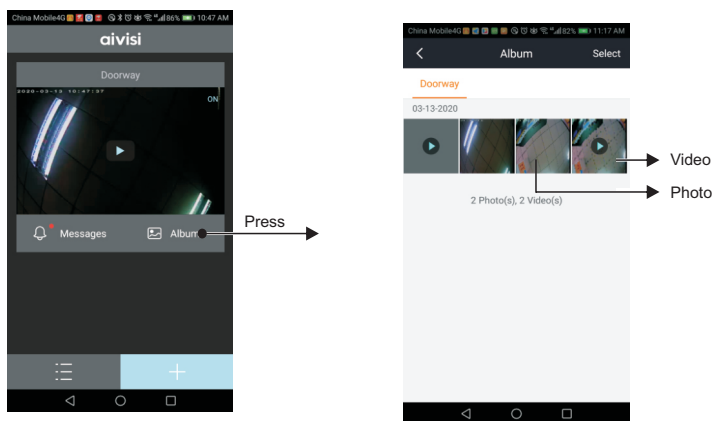 China Mobile4G 86% 10:47 AM
aivisi
Doorway
2020-03-13 10:47:37
ON
Messages
Album
Press
China Mobile4G 82% 11:17 AM
Album
Select
Doorway
03-13-2020
2 Photo(s), 2 Video(s)
Video
Photo